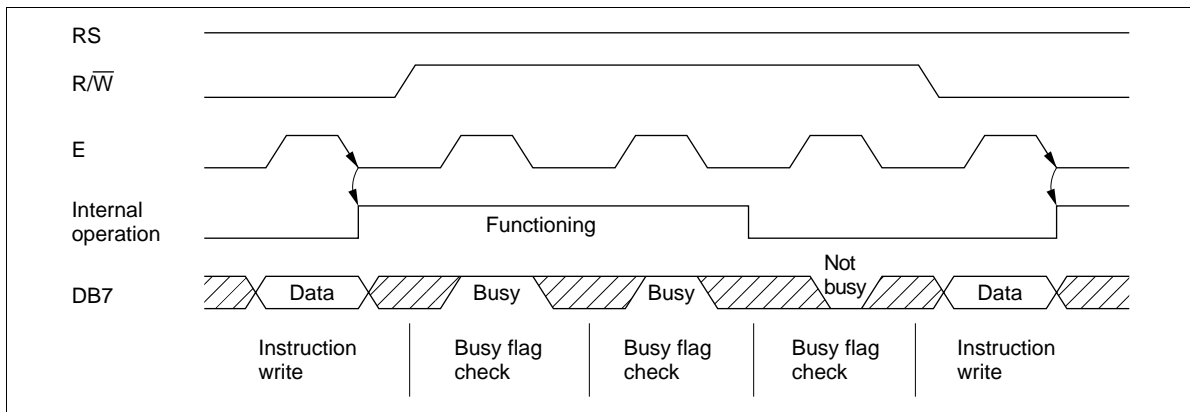 RS
R/W̅
E
Internal
operation
Functioning
DB7
Data
Busy
Busy
Not
busy
Data
Instruction
write
Busy flag
check
Busy flag
check
Busy flag
check
Instruction
write